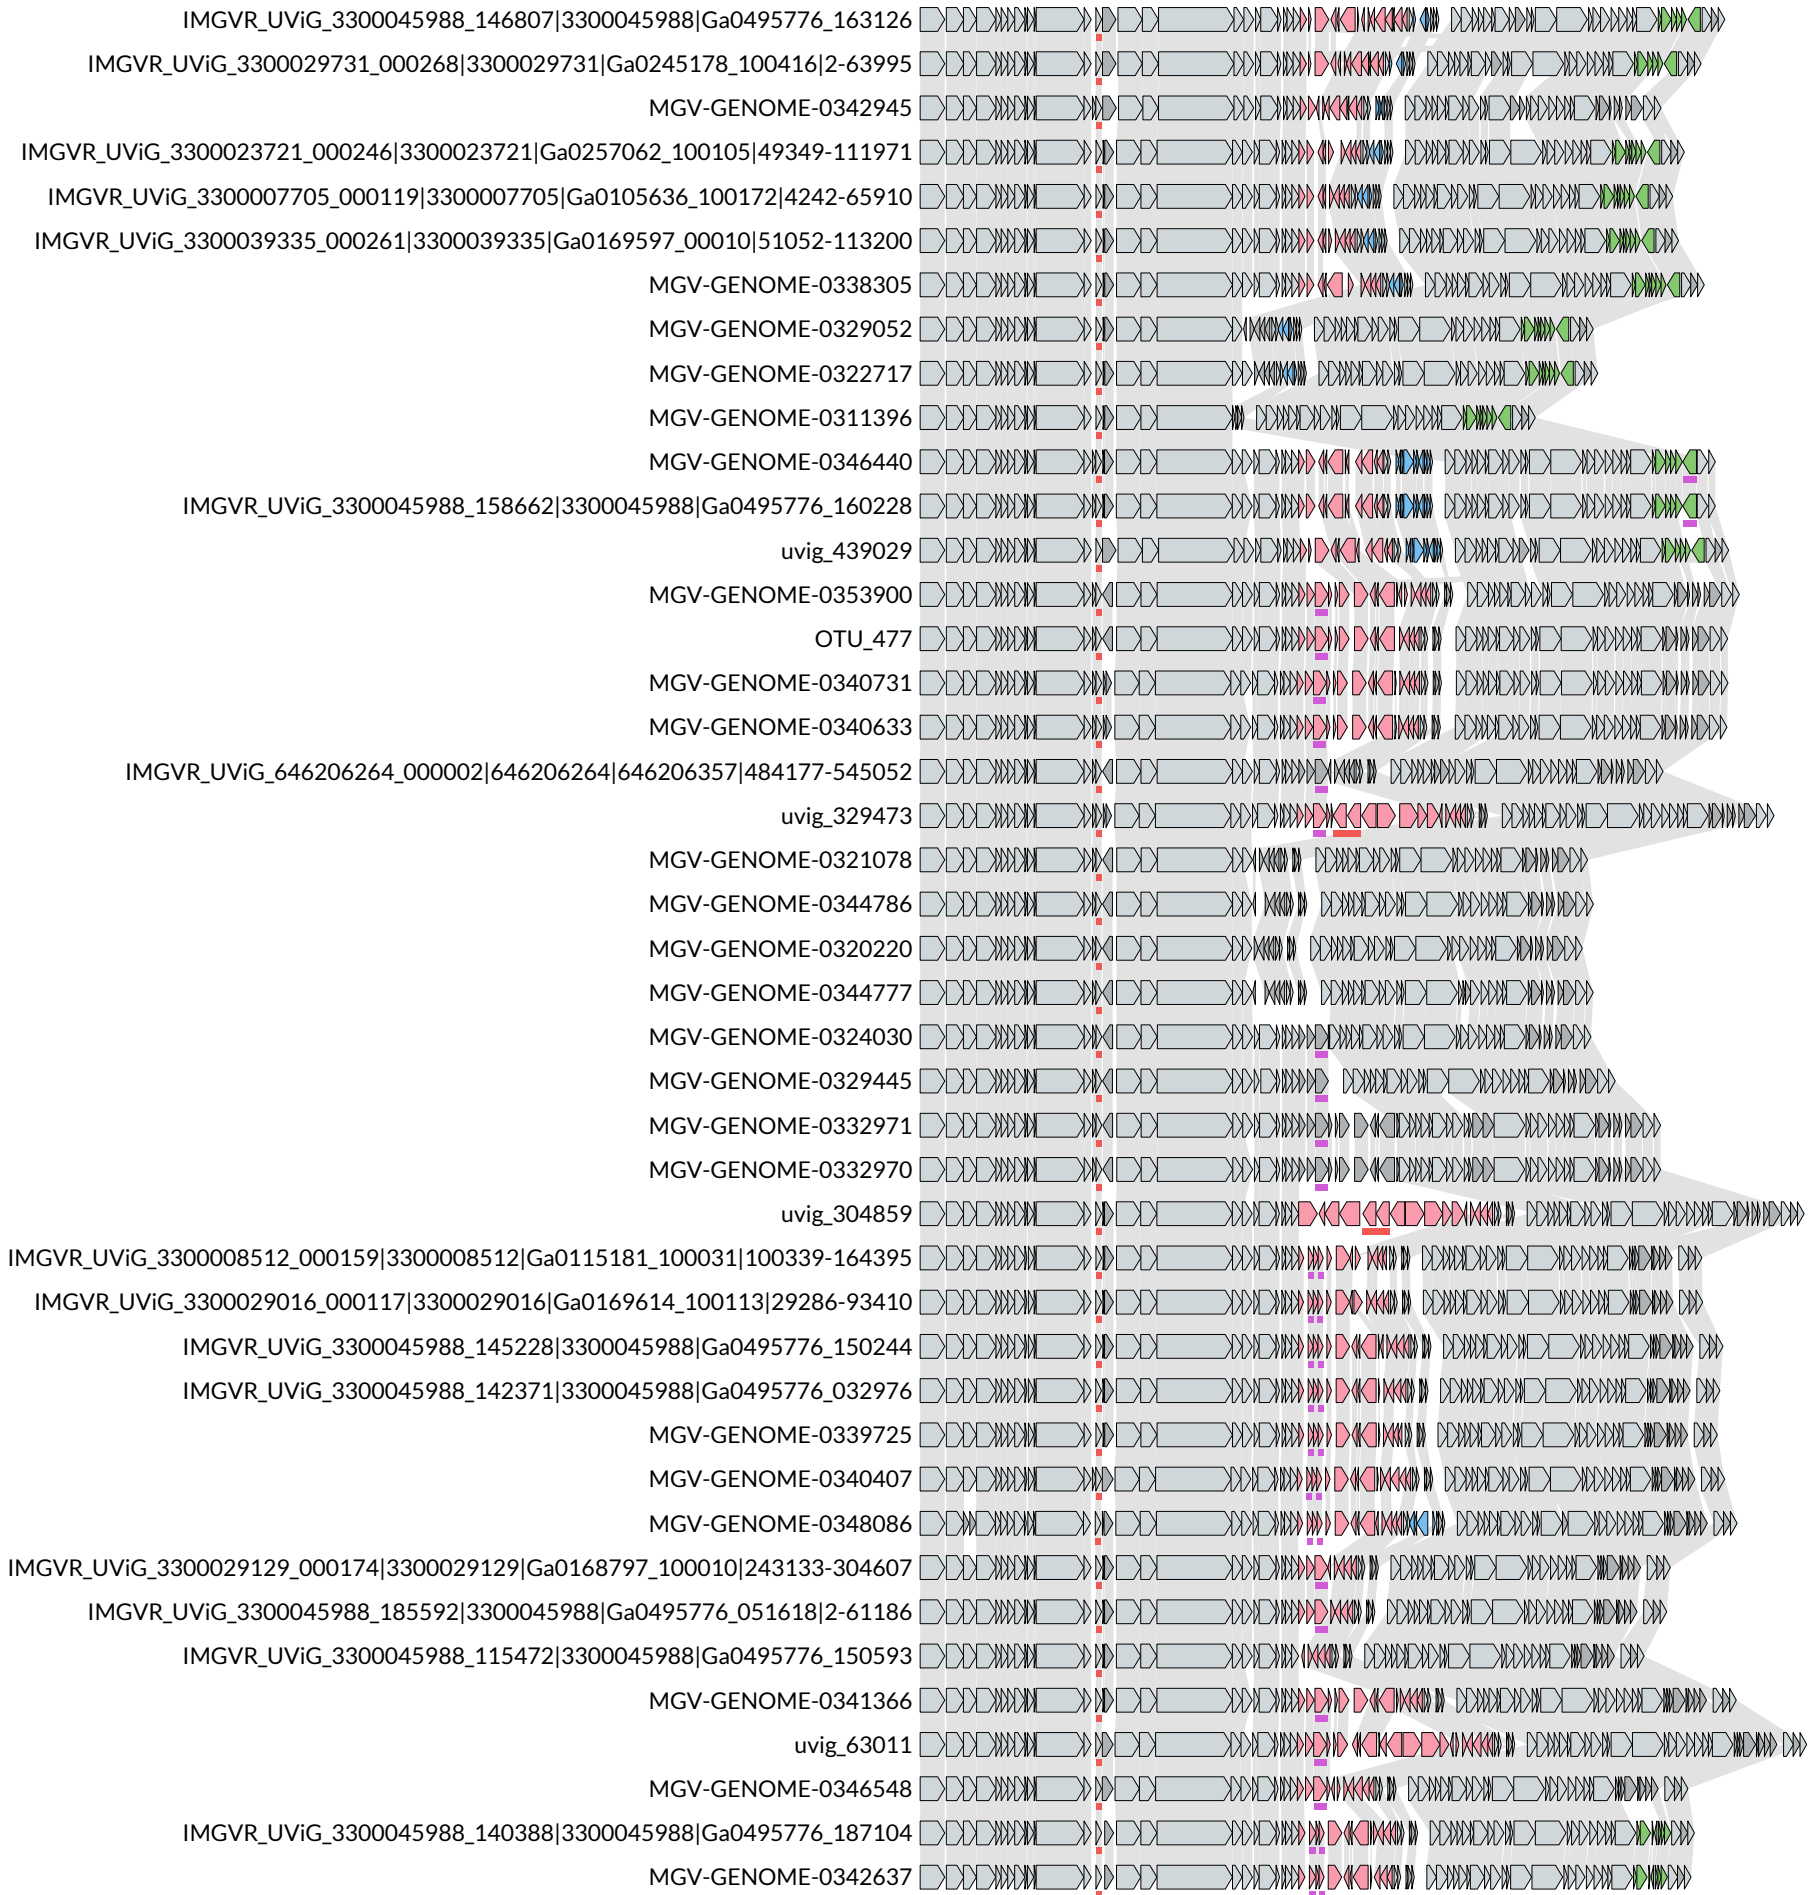 IMGVR_UViG_3300045988_146807|3300045988|Ga0495776_163126
IMGVR_UViG_3300029731_000268|3300029731|Ga0245178_100416|2-63995
MGV-GENOME-0342945
IMGVR_UViG_3300023721_000246|3300023721|Ga0257062_100105|49349-111971
IMGVR_UViG_3300007705_000119|3300007705|Ga0105636_100172|4242-65910
IMGVR_UViG_3300039335_000261|3300039335|Ga0169597_00010|51052-113200
MGV-GENOME-0338305
MGV-GENOME-0329052
MGV-GENOME-0322717
MGV-GENOME-0311396
MGV-GENOME-0346440
IMGVR_UViG_3300045988_158662|3300045988|Ga0495776_160228
uvig_439029
MGV-GENOME-0353900
OTU_477
MGV-GENOME-0340731
MGV-GENOME-0340633
IMGVR_UViG_646206264_000002|646206264|646206357|484177-545052
uvig_329473
MGV-GENOME-0321078
MGV-GENOME-0344786
MGV-GENOME-0320220
MGV-GENOME-0344777
MGV-GENOME-0324030
MGV-GENOME-0329445
MGV-GENOME-0332971
MGV-GENOME-0332970
uvig_304859
IMGVR_UViG_3300008512_000159|3300008512|Ga0115181_100031|100339-164395
IMGVR_UViG_3300029016_000117|3300029016|Ga0169614_100113|29286-93410
IMGVR_UViG_3300045988_145228|3300045988|Ga0495776_150244
IMGVR_UViG_3300045988_142371|3300045988|Ga0495776_032976
MGV-GENOME-0339725
MGV-GENOME-0340407
MGV-GENOME-0348086
IMGVR_UViG_3300029129_000174|3300029129|Ga0168797_100010|243133-304607
IMGVR_UViG_3300045988_185592|3300045988|Ga0495776_051618|2-61186
IMGVR_UViG_3300045988_115472|3300045988|Ga0495776_150593
MGV-GENOME-0341366
uvig_63011
MGV-GENOME-0346548
IMGVR_UViG_3300045988_140388|3300045988|Ga0495776_187104
MGV-GENOME-0342637